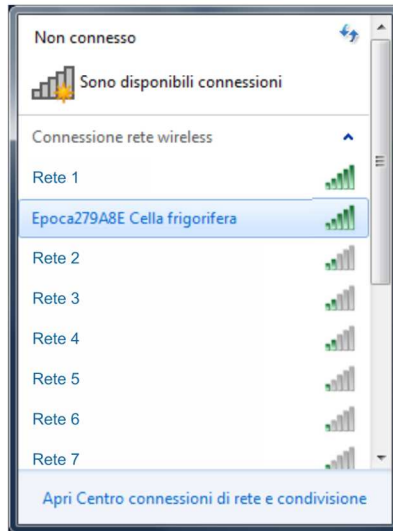 Non connesso
Sono disponibili connessioni
Connessione rete wireless
Rete 1
Epoca279A8E Cella frigorifera
Rete 2
Rete 3
Rete 4
Rete 5
Rete 6
Rete 7
Apri Centro connessioni di rete e condivisione